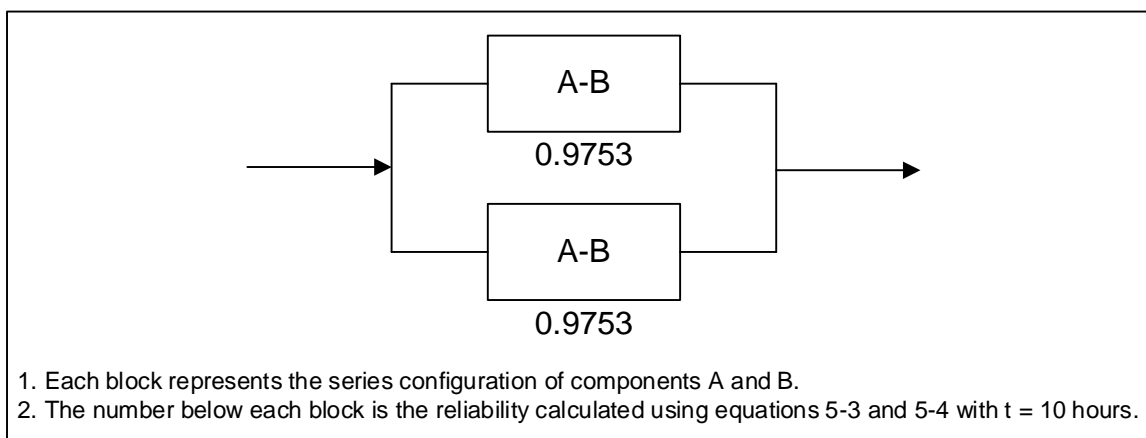 A-B
0.9753
A-B
0.9753
1. Each block represents the series configuration of components A and B.
2. The number below each block is the reliability calculated using equations 5-3 and 5-4 with t = 10 hours.